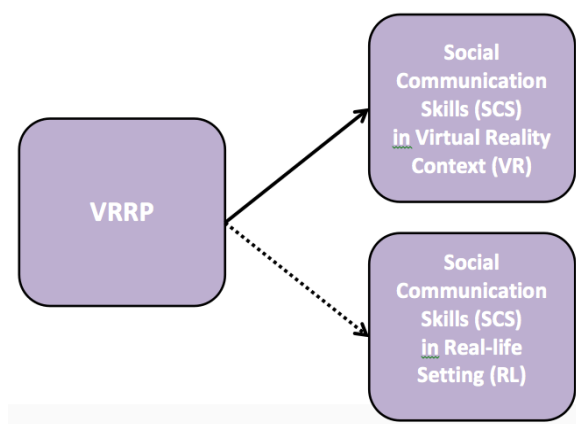 VRRP
Social
Communication
Skills (SCS)
in Virtual Reality
Context (VR)
Social
Communication
Skills (SCS)
in Real-life
Setting (RL)